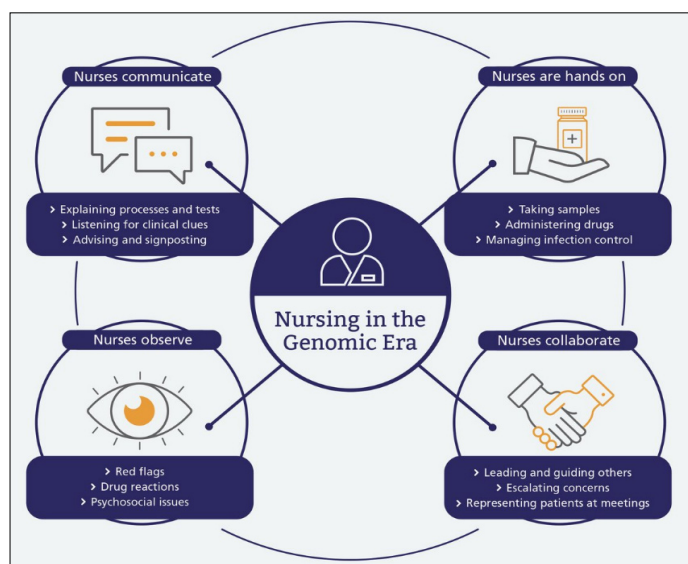 Nurses communicate
> Explaining processes and tests
> Listening for clinical clues
> Advising and signposting
Nurses are hands on
> Taking samples
> Administering drugs
> Managing infection control
Nursing in the
Genomic Era
Nurses observe
> Red flags
> Drug reactions
> Psychosocial issues
Nurses collaborate
> Leading and guiding others
> Escalating concerns
> Representing patients at meetings